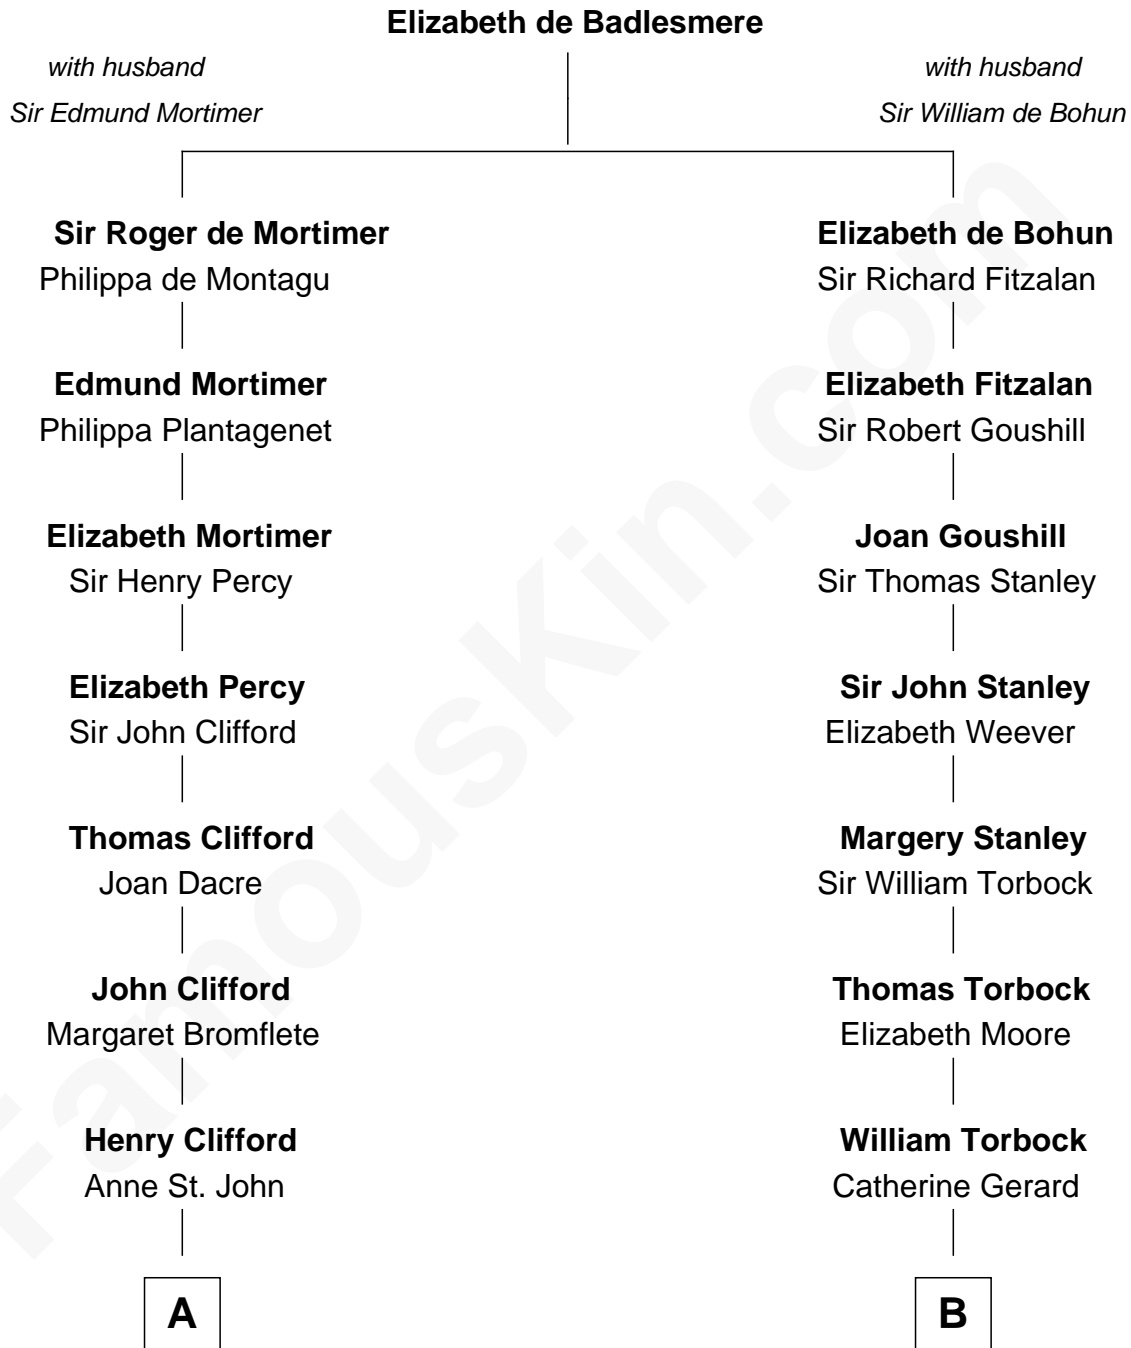 Elizabeth de Badlesmere
with husband
Sir Edmund Mortimer
with husband
Sir William de Bohun
Sir Roger de Mortimer
Philippa de Montagu
Edmund Mortimer
Philippa Plantagenet
Elizabeth Mortimer
Sir Henry Percy
Elizabeth Percy
Sir John Clifford
Thomas Clifford
Joan Dacre
John Clifford
Margaret Bromflete
Henry Clifford
Anne St. John
A
Elizabeth de Bohun
Sir Richard Fitzalan
Elizabeth Fitzalan
Sir Robert Goushill
Joan Goushill
Sir Thomas Stanley
Sir John Stanley
Elizabeth Weever
Margery Stanley
Sir William Torbock
Thomas Torbock
Elizabeth Moore
William Torbock
Catherine Gerard
B
FamousKin.com